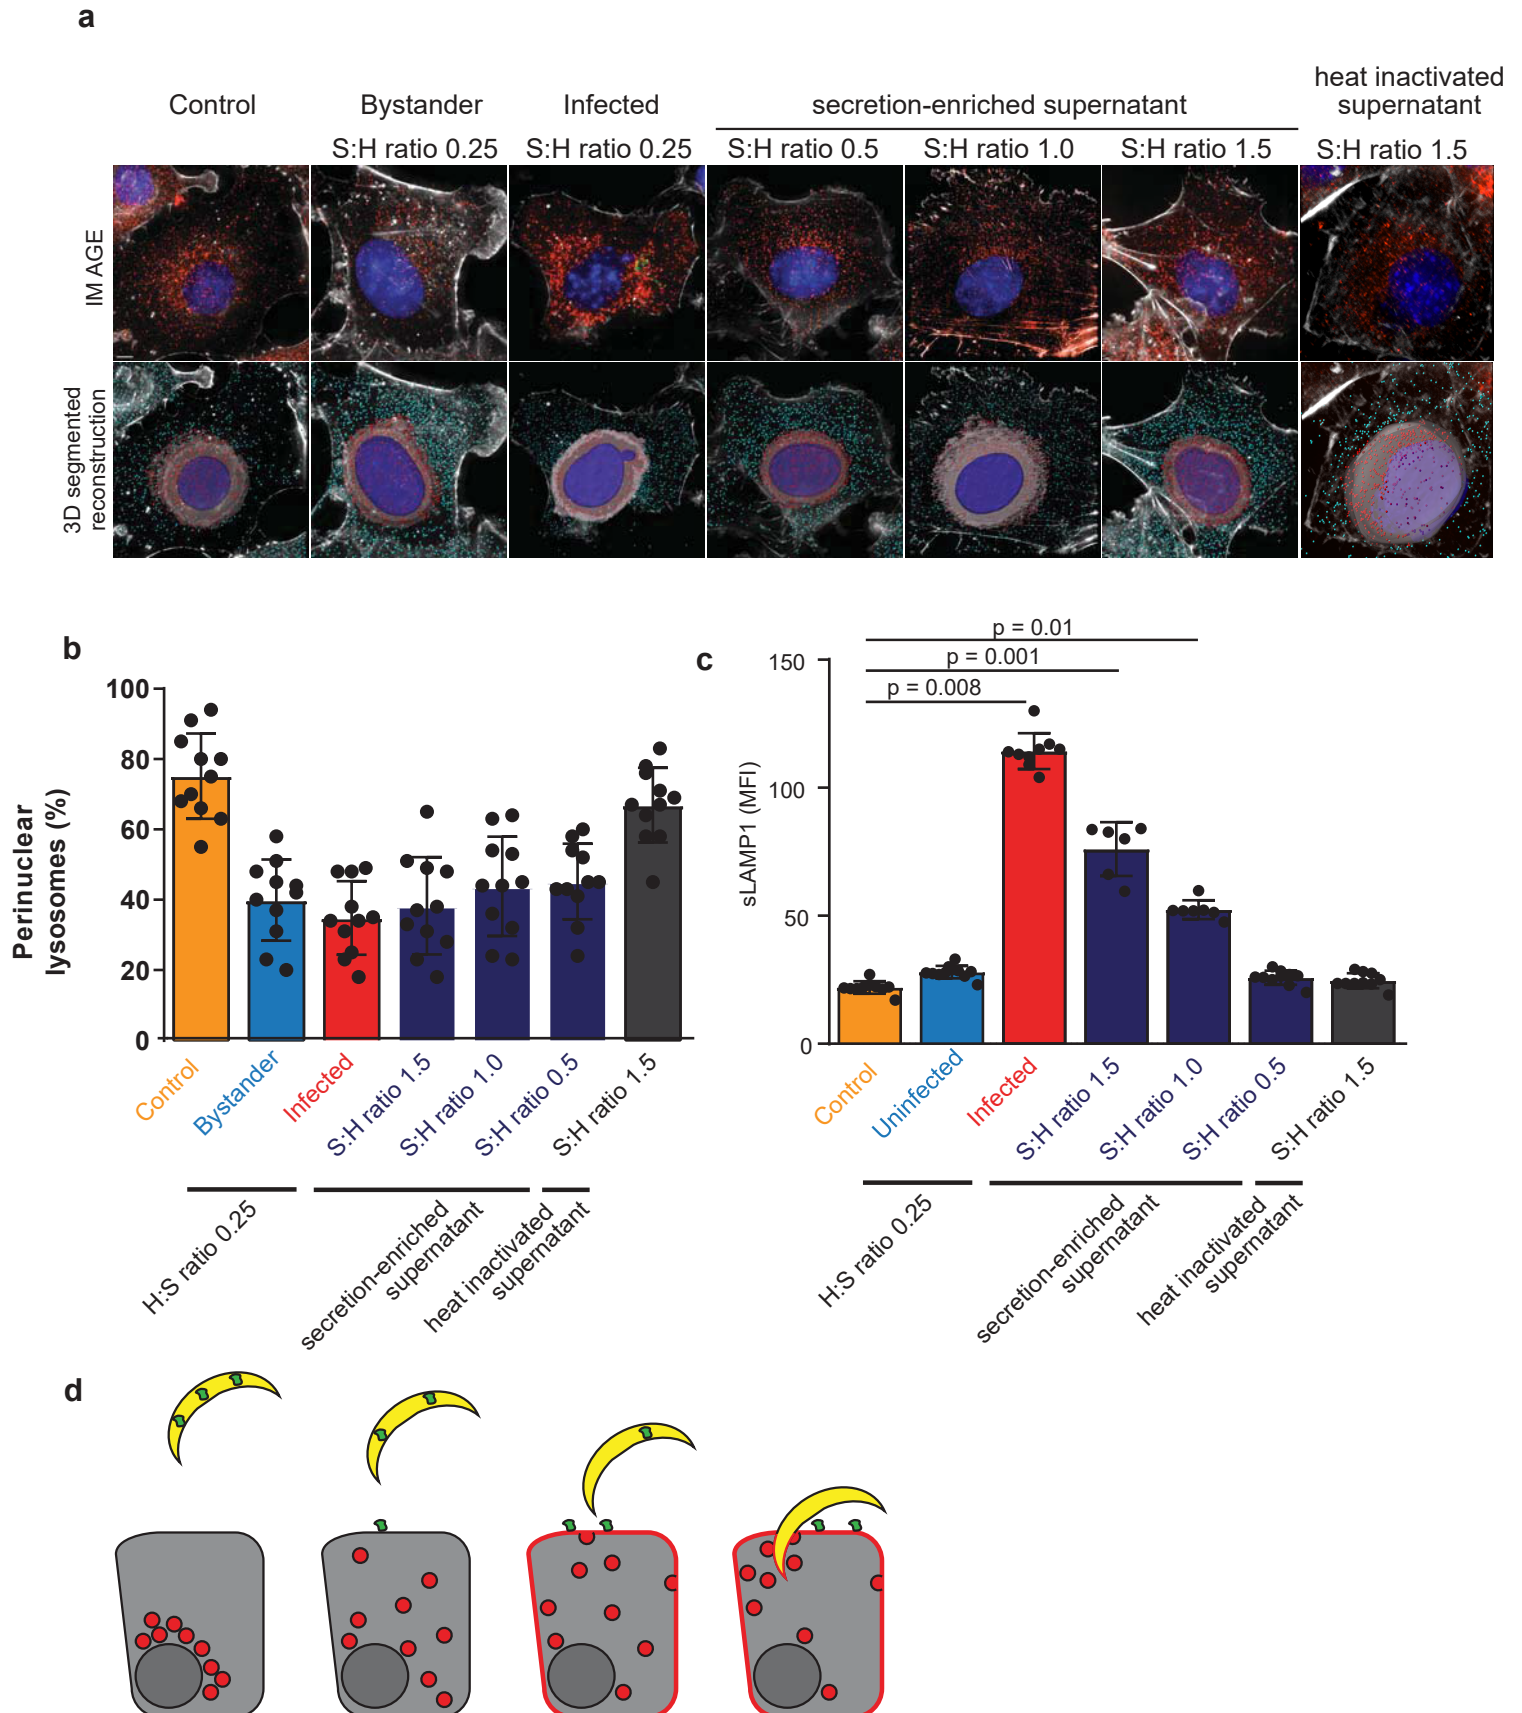 a
Control
Bystander
Infected
secretion-enriched supernatant
heat inactivated
supernatant
S:H ratio 0.25
S:H ratio 0.25
S:H ratio 0.5
S:H ratio 1.0
S:H ratio 1.5
S:H ratio 1.5
IM AGE
3D segmented
reconstruction
b
Perinuclear
lysosomes (%)
100
80
60
40
20
0
Control
Bystander
Infected
S:H ratio 1.5
S:H ratio 1.0
S:H ratio 0.5
S:H ratio 1.5
H:S ratio 0.25
secretion-enriched
supernatant
heat inactivated
supernatant
c
sLAMP1 (MFI)
150
100
50
0
p = 0.01
p = 0.001
p = 0.008
Control
Uninfected
Infected
S:H ratio 1.5
S:H ratio 1.0
S:H ratio 0.5
S:H ratio 1.5
H:S ratio 0.25
secretion-enriched
supernatant
heat inactivated
supernatant
d